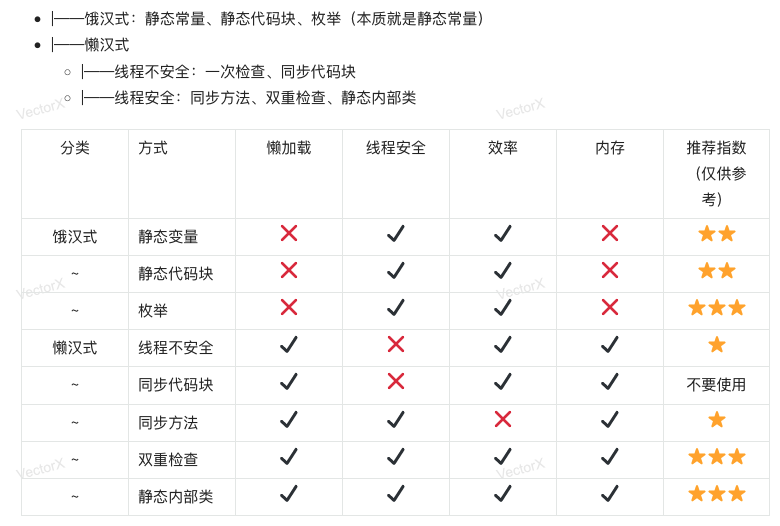 |——饿汉式：静态常量、静态代码块、枚举（本质就是静态常量）
|——懒汉式
|——线程不安全：一次检查、同步代码块
|——线程安全：同步方法、双重检查、静态内部类
VectorX VectorX
分类 方式 懒加载 线程安全 效率 内存 推荐指数
（仅供参
考）
饿汉式 静态变量
~ 静态代码块
VectorX VectorX
~ 枚举
懒汉式 线程不安全
~ 同步代码块 不要使用
~ 同步方法
~ 双重检查
VectorX VectorX
~ 静态内部类